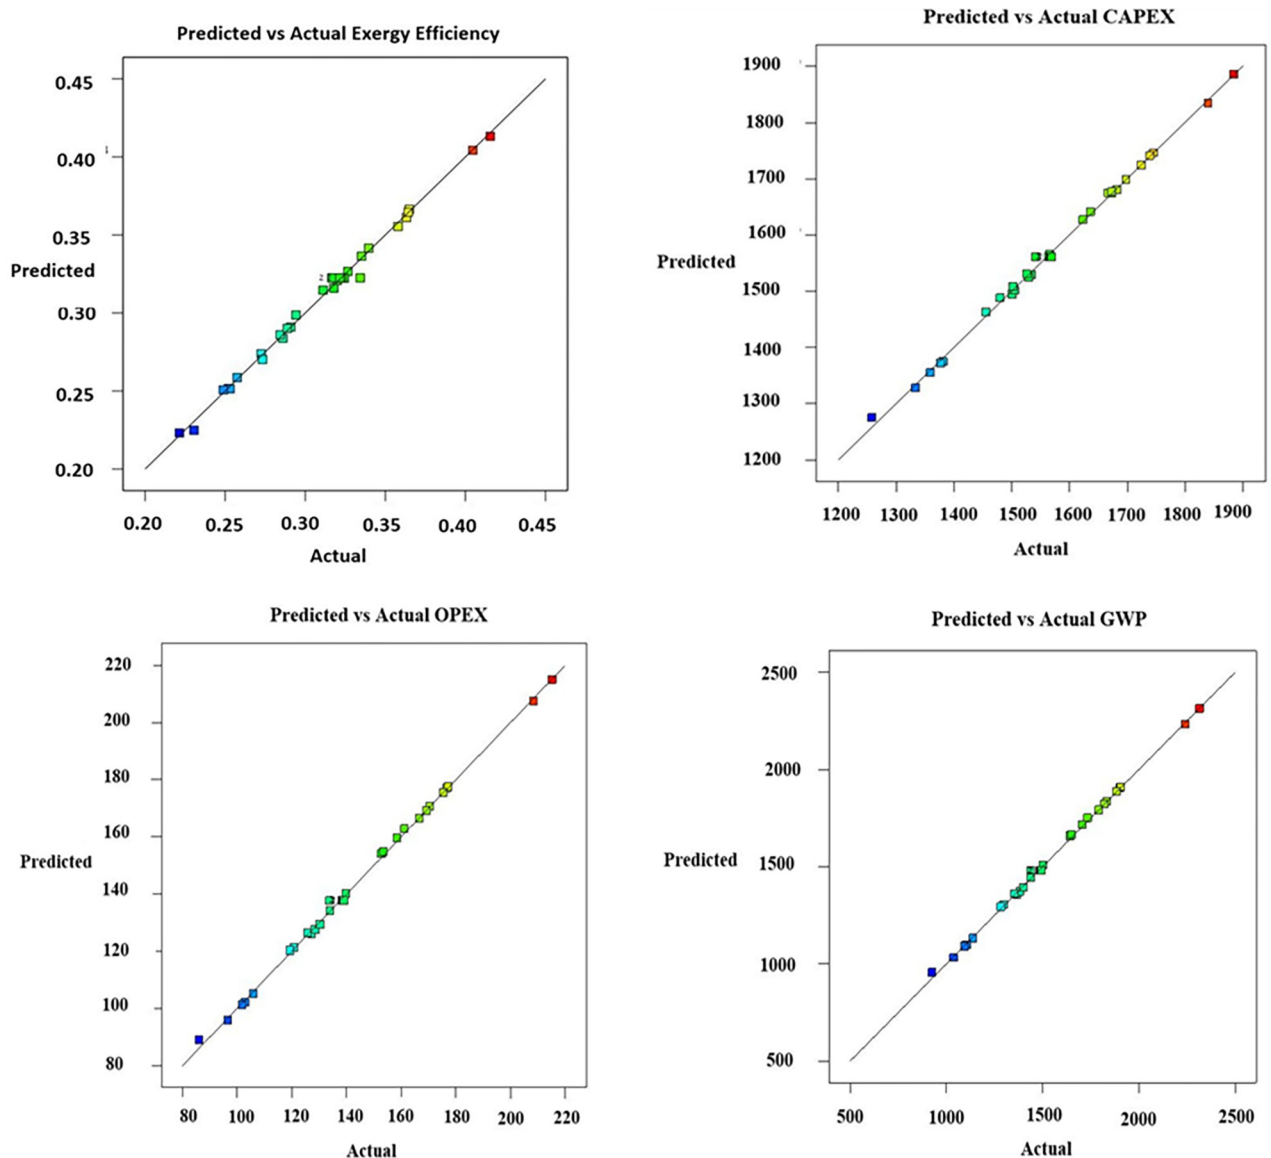 Predicted vs Actual Exergy Efficiency
0.45
0.40
0.35
Predicted
0.30
0.25
0.20
0.20 0.25 0.30 0.35 0.40 0.45
Actual
Predicted vs Actual CAPEX
1900
1800
1700
1600
Predicted
1500
1400
1300
1200
1200 1300 1400 1500 1600 1700 1800 1900
Actual
Predicted vs Actual OPEX
220
200
180
160
Predicted
140
120
100
80
80 100 120 140 160 180 200 220
Actual
Predicted vs Actual GWP
2500
2000
1500
Predicted
1000
500
500 1000 1500 2000 2500
Actual